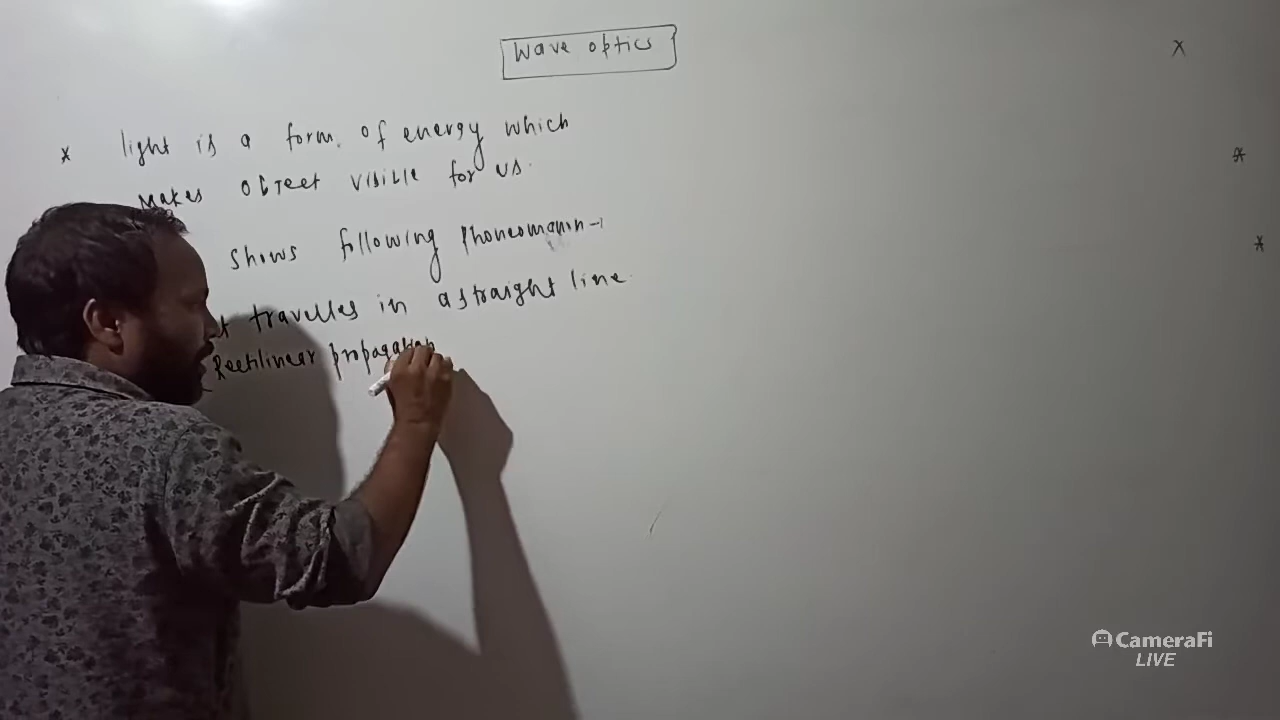 Wave optics
x
* light is a form of energy which
makes object visible for us.
*
shows following phoneomanon →
*
travelles in a straight line.
Rectilinear propagation
CameraFi
LIVE